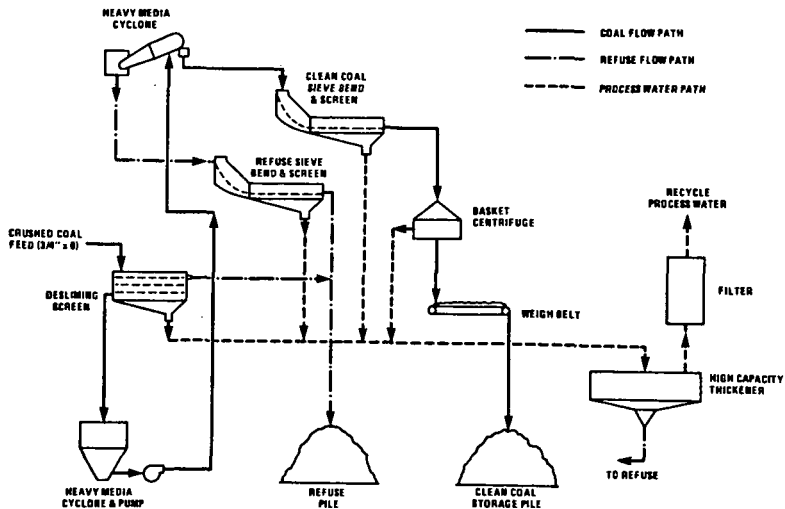 HEAVY MEDIA
CYCLONE
COAL FLOW PATH
REFUSE FLOW PATH
PROCESS WATER PATH
CLEAN COAL
SIEVE BEND
& SCREEN
REFUSE SIEVE
BEND & SCREEN
RECYCLE
PROCESS WATER
BASKET
CENTRIFUGE
CRUSHED COAL
FEED (3/4" x 0)
DESLIMING
SCREEN
FILTER
WEIGH BELT
HIGH CAPACITY
THICKENER
TO REFUSE
HEAVY MEDIA
CYCLONE & PUMP
REFUSE
PILE
CLEAN COAL
STORAGE PILE